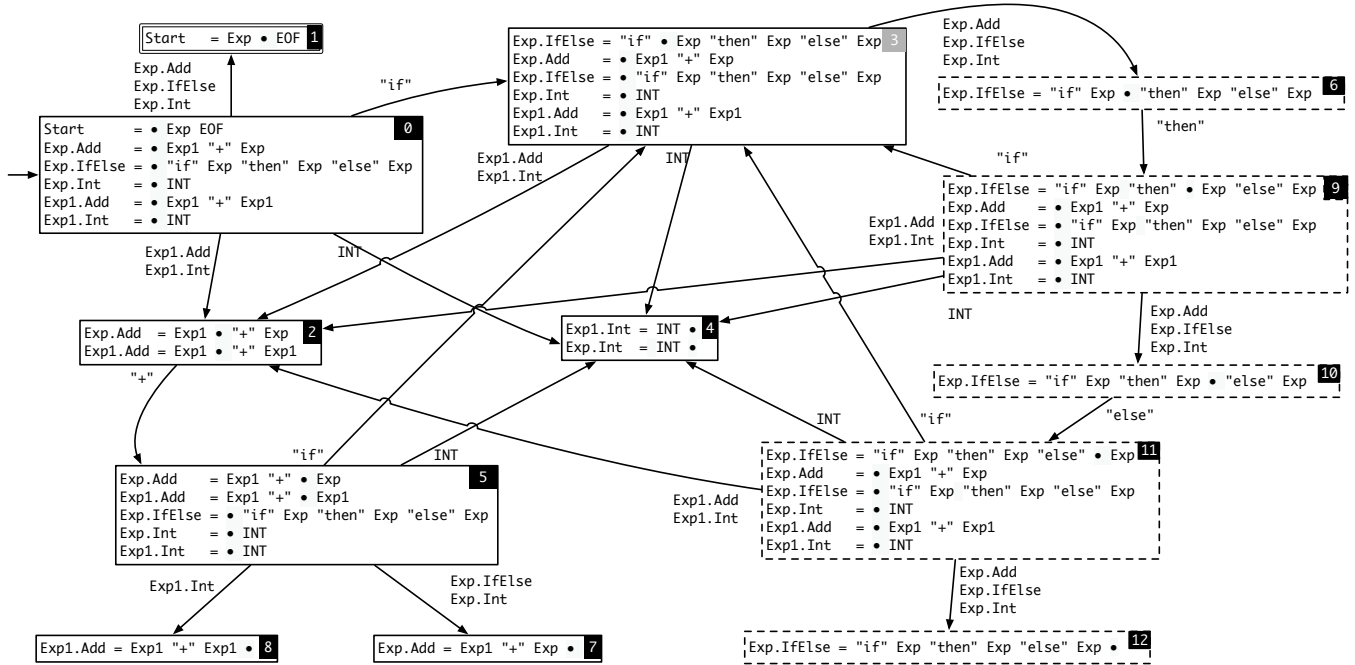 Start   = Exp • EOF 1
Exp.Add
Exp.IfElse
Exp.Int
"if"
Start      = • Exp EOF 0
Exp.Add    = • Exp1 "+" Exp
Exp.IfElse = • "if" Exp "then" Exp "else" Exp
Exp.Int    = • INT
Exp1.Add   = • Exp1 "+" Exp1
Exp1.Int   = • INT
Exp.IfElse = "if" • Exp "then" Exp "else" Exp 3
Exp.Add    = • Exp1 "+" Exp
Exp.IfElse = • "if" Exp "then" Exp "else" Exp
Exp.Int    = • INT
Exp1.Add   = • Exp1 "+" Exp1
Exp1.Int   = • INT
Exp.Add
Exp.IfElse
Exp.Int
Exp.IfElse = "if" Exp • "then" Exp "else" Exp 6
"then"
Exp1.Add
Exp1.Int
INT
"if"
Exp.IfElse = "if" Exp "then" • Exp "else" Exp 9
Exp.Add    = • Exp1 "+" Exp
Exp.IfElse = • "if" Exp "then" Exp "else" Exp
Exp.Int    = • INT
Exp1.Add   = • Exp1 "+" Exp1
Exp1.Int   = • INT
Exp1.Add
Exp1.Int
Exp1.Add
Exp1.Int
INT
INT
Exp.Add
Exp.IfElse
Exp.Int
Exp.Add  = Exp1 • "+" Exp 2
Exp1.Add = Exp1 • "+" Exp1
Exp1.Int = INT • 4
Exp.Int  = INT •
"+"
Exp.IfElse = "if" Exp "then" Exp • "else" Exp 10
"else"
"if"
INT
INT
"if"
Exp.Add    = Exp1 "+" • Exp 5
Exp1.Add   = Exp1 "+" • Exp1
Exp.IfElse = • "if" Exp "then" Exp "else" Exp
Exp.Int    = • INT
Exp1.Int   = • INT
Exp1.Add
Exp1.Int
Exp.IfElse = "if" Exp "then" Exp "else" • Exp 11
Exp.Add    = • Exp1 "+" Exp
Exp.IfElse = • "if" Exp "then" Exp "else" Exp
Exp.Int    = • INT
Exp1.Add   = • Exp1 "+" Exp1
Exp1.Int   = • INT
Exp1.Int
Exp.IfElse
Exp.Int
Exp.Add
Exp.IfElse
Exp.Int
Exp1.Add = Exp1 "+" Exp1 • 8
Exp.Add = Exp1 "+" Exp • 7
Exp.IfElse = "if" Exp "then" Exp "else" Exp • 12